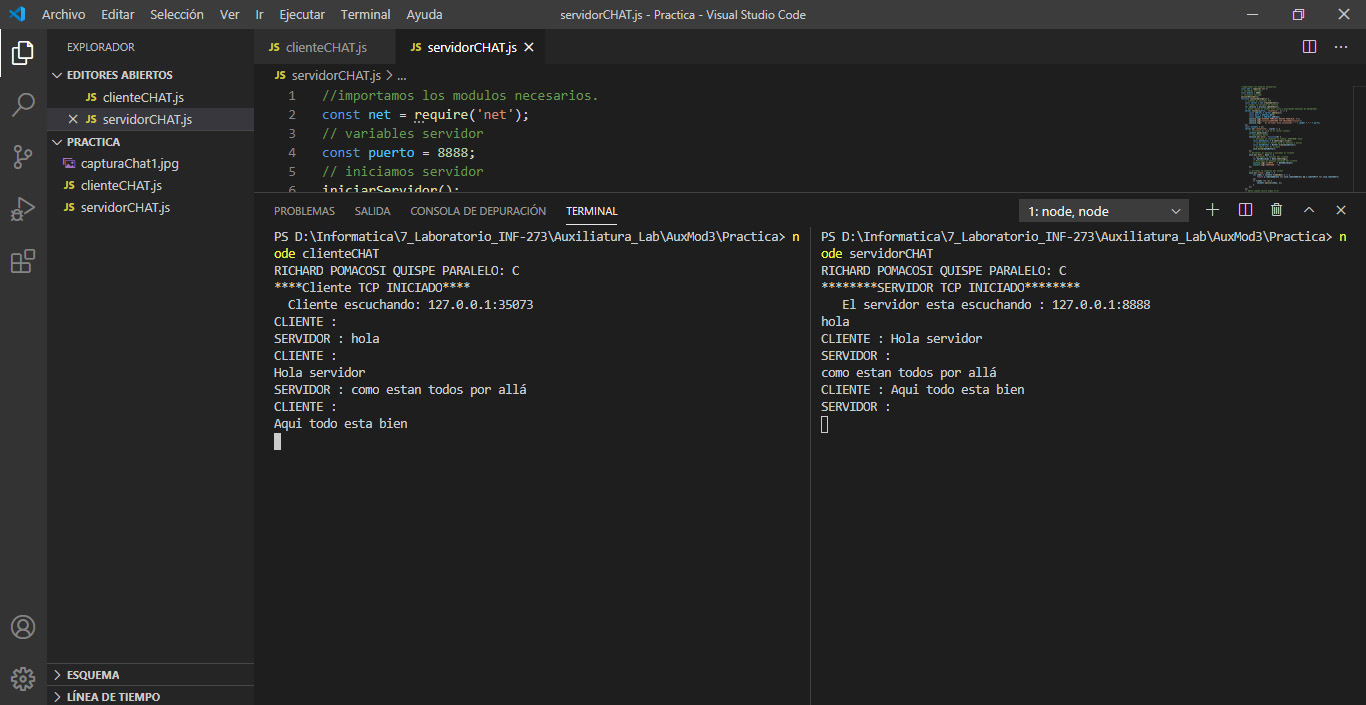 Archivo Editar Selección Ver Ir Ejecutar Terminal Ayuda servidorCHAT.js - Practica - Visual Studio Code
EXPLORADOR
EDITORES ABIERTOS
JS clienteCHAT.js
JS servidorCHAT.js
PRACTICA
capturaChat1.jpg
JS clienteCHAT.js
JS servidorCHAT.js
ESQUEMA
LÍNEA DE TIEMPO
JS clienteCHAT.js JS servidorCHAT.js
JS servidorCHAT.js > ...
1 //importamos los modulos necesarios.
2 const net = require('net');
3 // variables servidor
4 const puerto = 8888;
5 // iniciamos servidor
6 iniciarServidor();
PROBLEMAS SALIDA CONSOLA DE DEPURACIÓN TERMINAL 1: node, node
PS D:\Informatica\7_Laboratorio_INF-273\Auxiliatura_Lab\AuxMod3\Practica> n
ode clienteCHAT
RICHARD POMACOSI QUISPE PARALELO: C
****Cliente TCP INICIADO****
Cliente escuchando: 127.0.0.1:35073
CLIENTE :
SERVIDOR : hola
CLIENTE :
Hola servidor
SERVIDOR : como estan todos por allá
CLIENTE :
Aqui todo esta bien
PS D:\Informatica\7_Laboratorio_INF-273\Auxiliatura_Lab\AuxMod3\Practica> n
ode servidorCHAT
RICHARD POMACOSI QUISPE PARALELO: C
********SERVIDOR TCP INICIADO********
El servidor esta escuchando : 127.0.0.1:8888
hola
CLIENTE : Hola servidor
SERVIDOR :
como estan todos por allá
CLIENTE : Aqui todo esta bien
SERVIDOR :